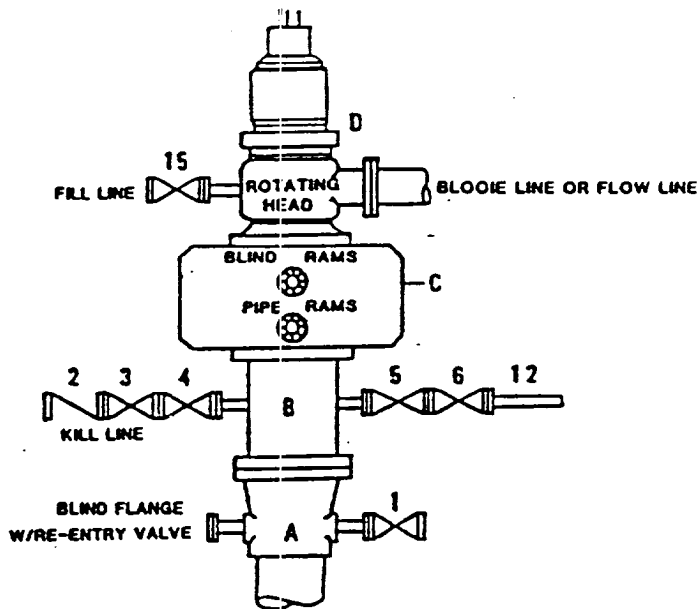 D
15
FILL LINE
ROTATING
HEAD
BLOOIE LINE OR FLOW LINE
BLIND RAMS
C
PIPE RAMS
2 3 4
5 6 12
B
KILL LINE
BLIND FLANGE
W/RE-ENTRY VALVE
1
A